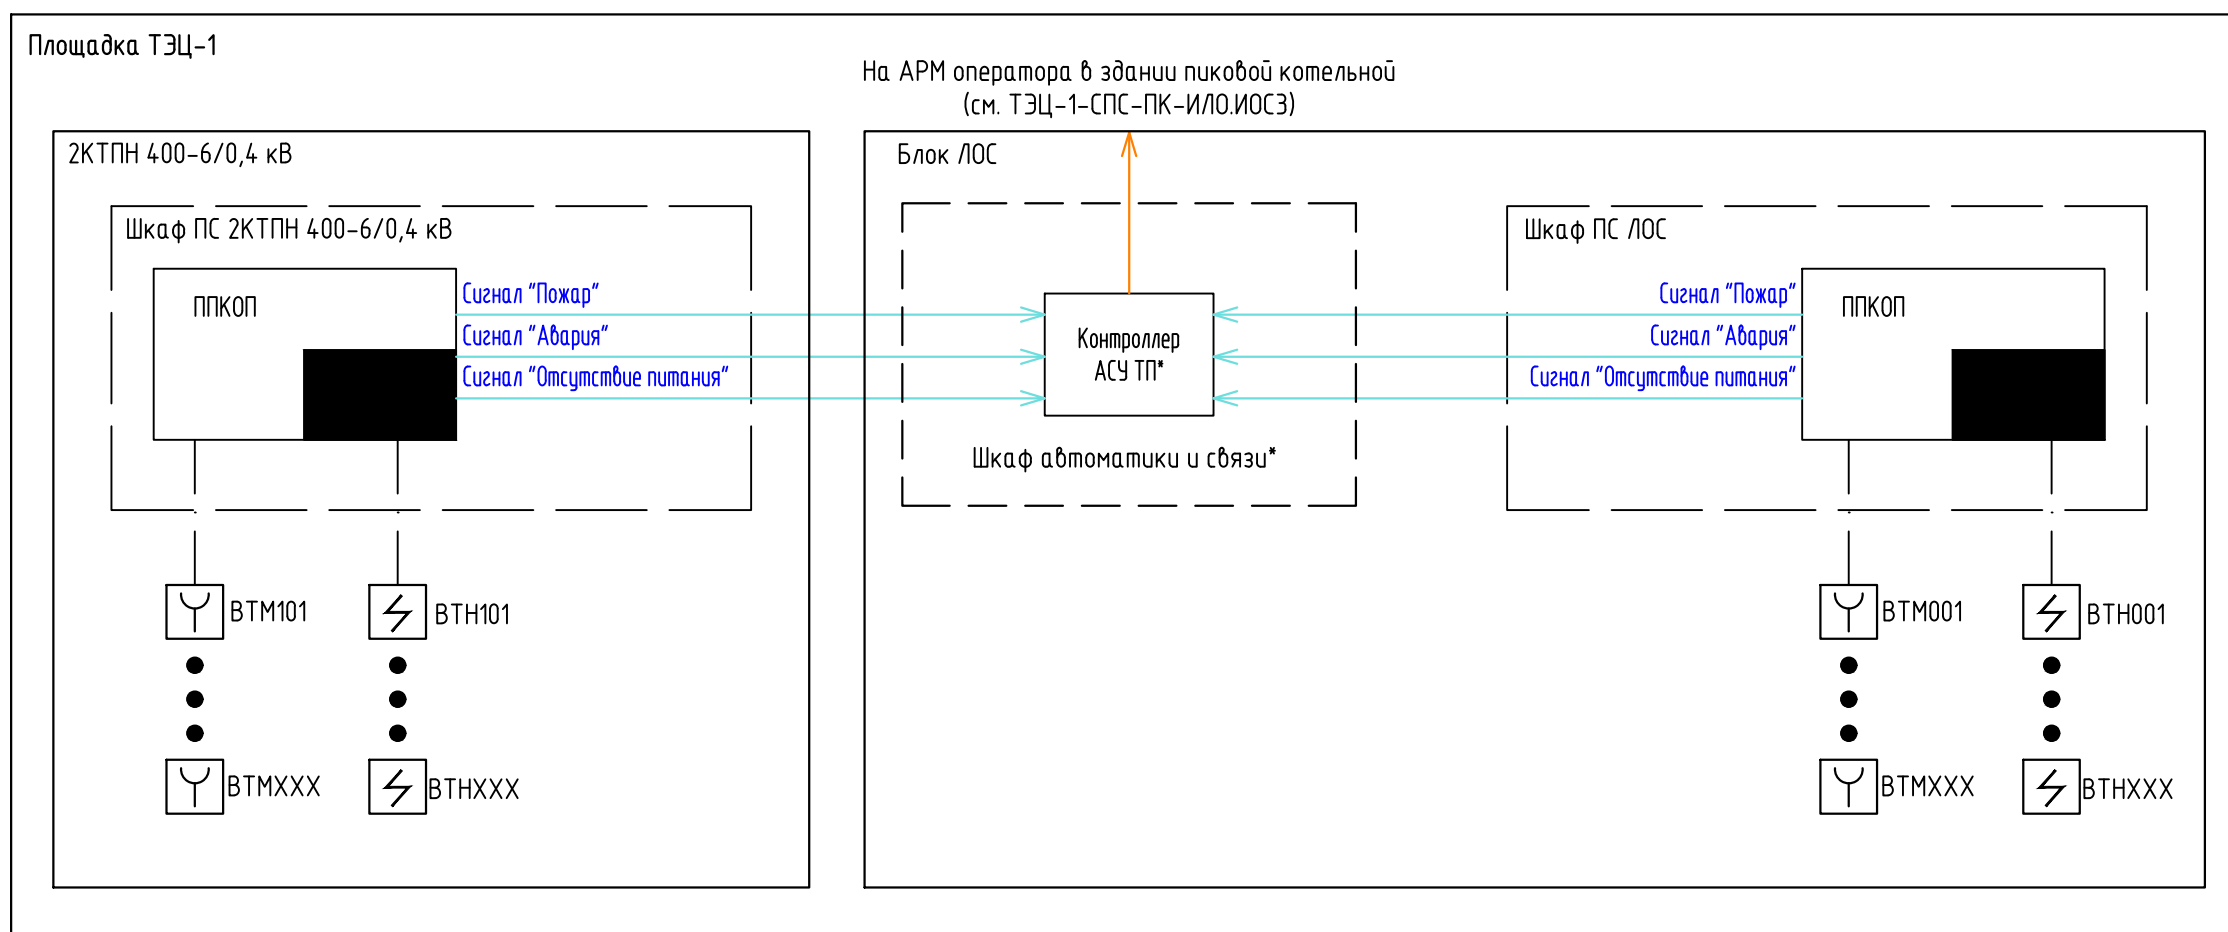 Площадка ТЭЦ-1
На АРМ оператора в здании пиковой котельной
(см. ТЭЦ-1-СПС-ПК-ИЛО.ИОС3)
2КТПН 400-6/0,4 кВ
Шкаф ПС 2КТПН 400-6/0,4 кВ
ППКОП
Сигнал "Пожар"
Сигнал "Авария"
Сигнал "Отсутствие питания"
BTM101
BTH101
BTMXXX
BTHXXX
Блок ЛОС
Контроллер
АСУ ТП*
Шкаф автоматики и связи*
Шкаф ПС ЛОС
Сигнал "Пожар"
Сигнал "Авария"
Сигнал "Отсутствие питания"
ППКОП
BTM001
BTH001
BTMXXX
BTHXXX